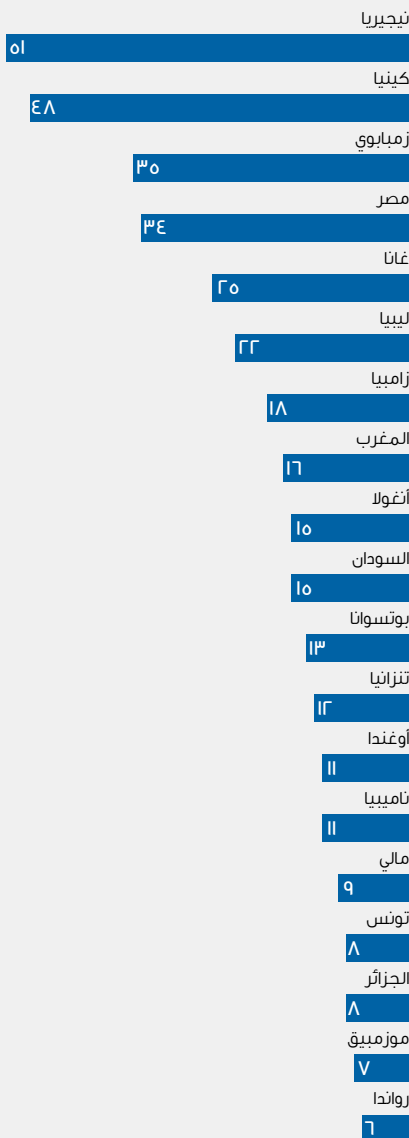 نيجيريا
٥١
كينيا
٤٨
زمبابوي
٣٥
مصر
٣٤
غانا
٢٥
ليبيا
٢٢
زامبيا
١٨
المغرب
١٦
أنغولا
١٥
السودان
١٥
بوتسوانا
١٣
تنزانيا
١٢
أوغندا
١١
ناميبيا
١١
مالي
٩
تونس
٨
الجزائر
٨
موزمبيق
٧
رواندا
٦